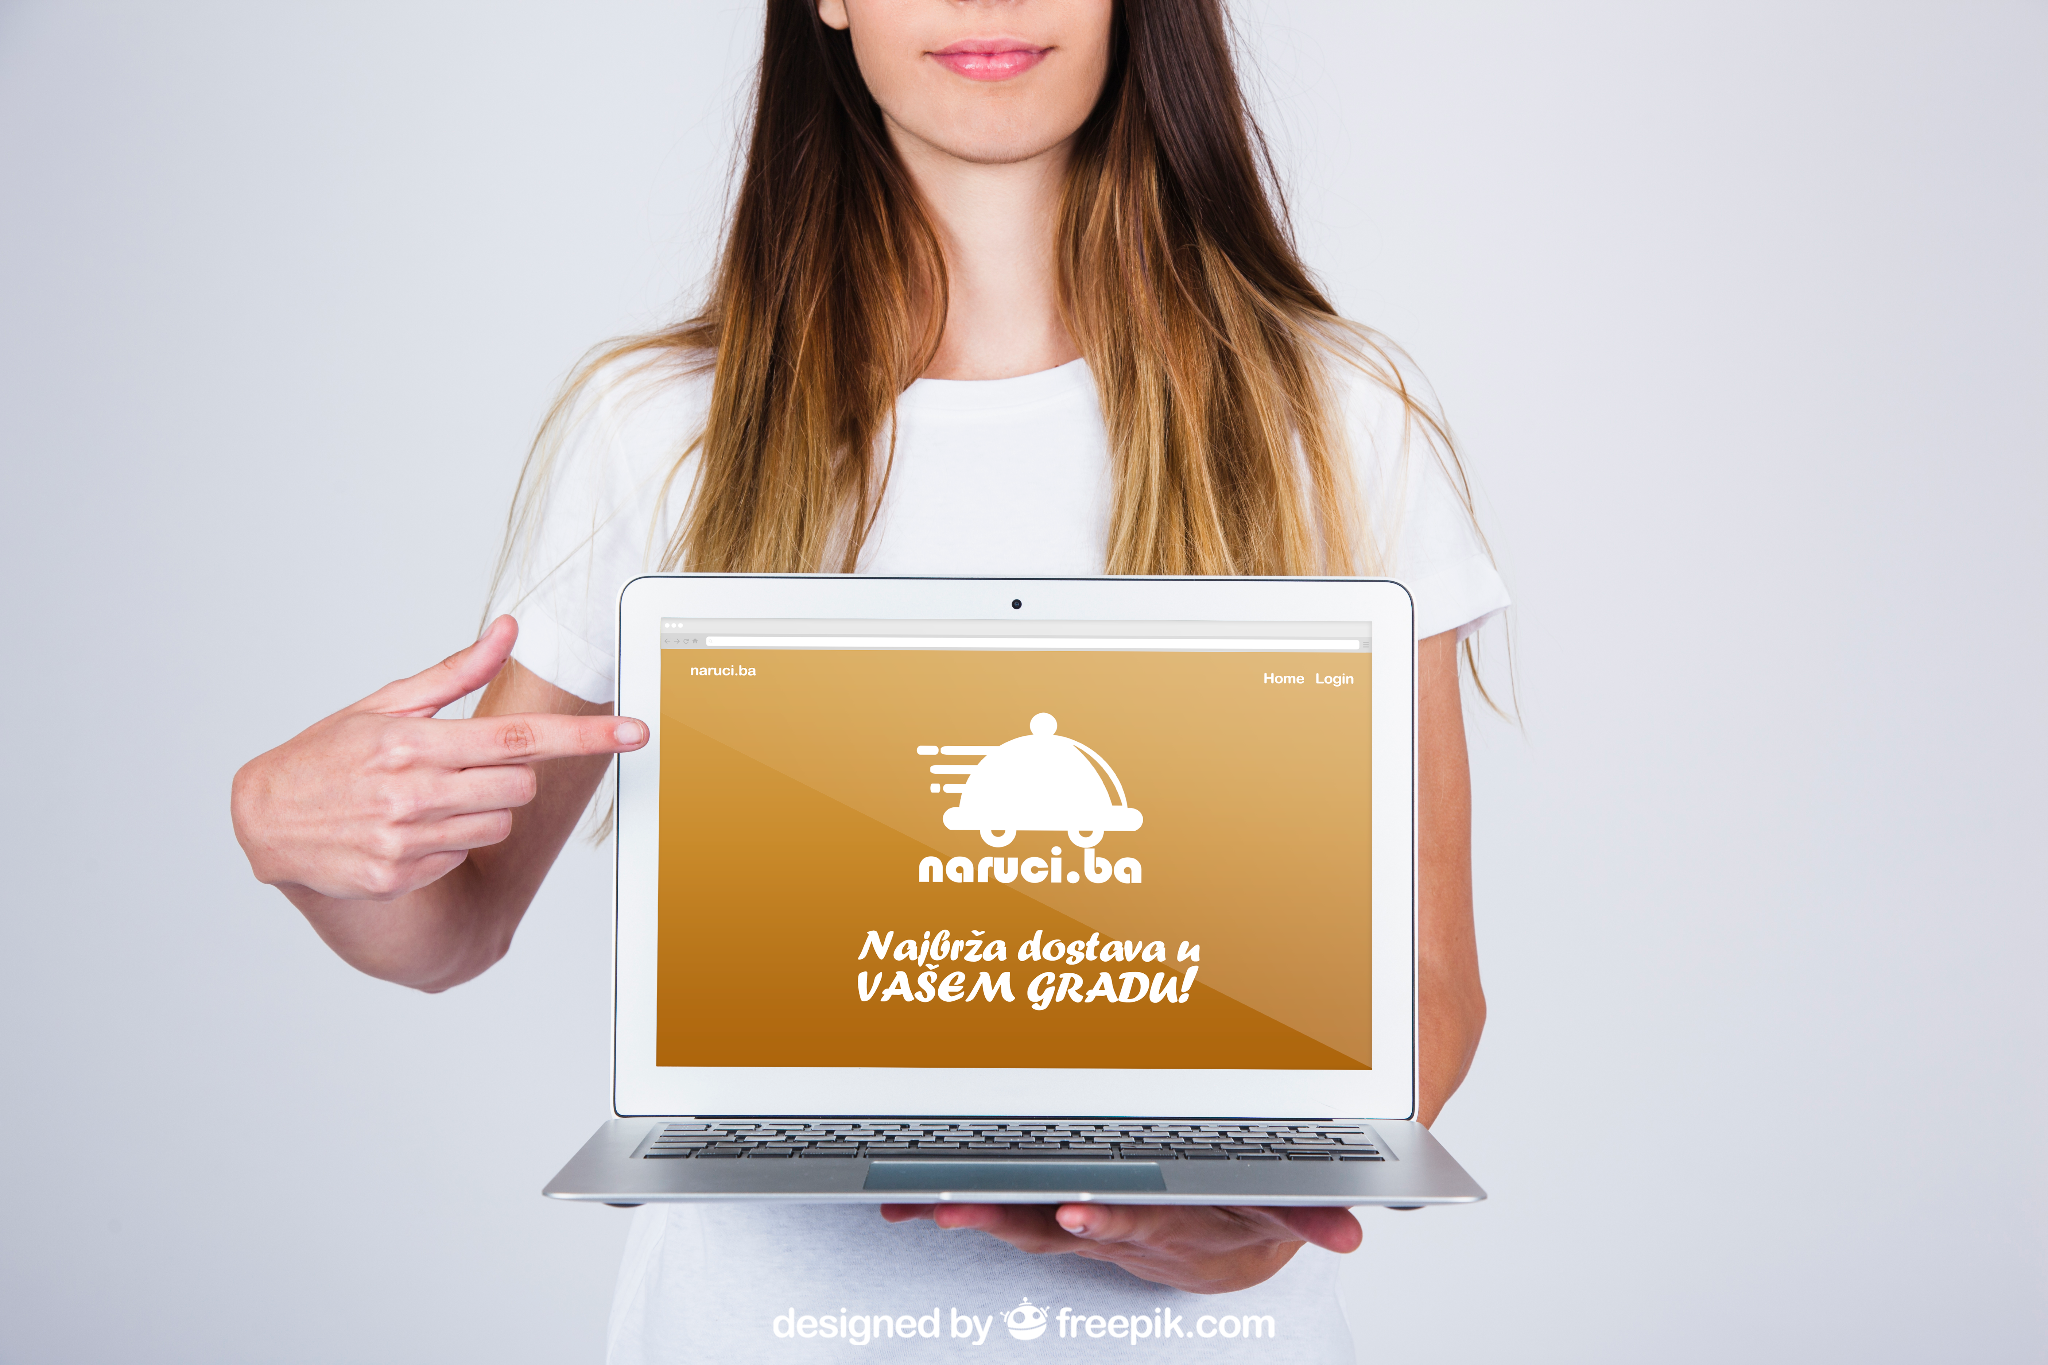 naruci.ba
Home Login
naruci.ba
Najbrža dostava u
VAŠEM GRADU!
designed by freepik.com